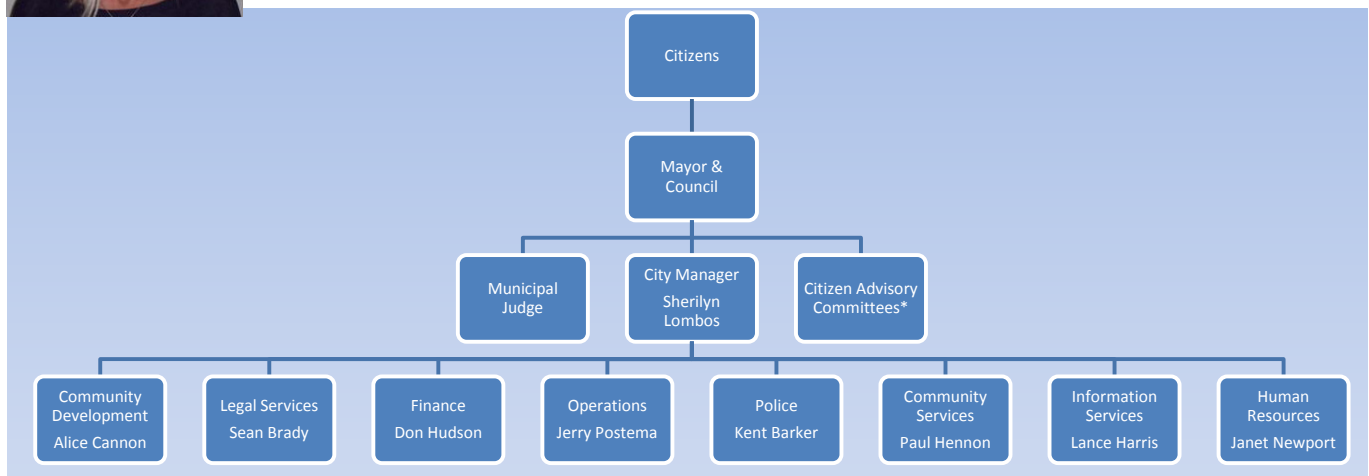 Citizens
Mayor &
Council
Municipal
Judge
City Manager
Sherilyn
Lombos
Citizen Advisory
Committees*
Community
Development
Alice Cannon
Legal Services
Sean Brady
Finance
Don Hudson
Operations
Jerry Postema
Police
Kent Barker
Community
Services
Paul Hennon
Information
Services
Lance Harris
Human
Resources
Janet Newport